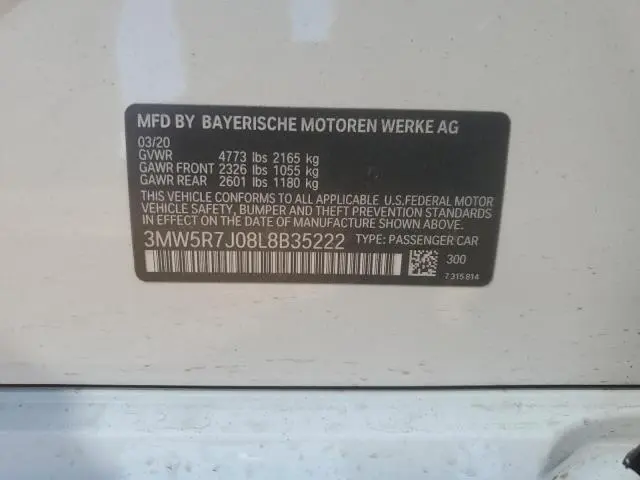 MFD BY BAYERISCHE MOTOREN WERKE AG
03/20
GVWR 4773 lbs 2165 kg
GAWR FRONT 2326 lbs 1055 kg
GAWR REAR 2601 lbs 1180 kg
THIS VEHICLE CONFORMS TO ALL APPLICABLE U.S.FEDERAL MOTOR
VEHICLE SAFETY, BUMPER AND THEFT PREVENTION STANDARDS
IN EFFECT ON THE DATE OF MANUFACTURE SHOWN ABOVE.
3MW5R7J08L8B35222 TYPE: PASSENGER CAR
300
7 315 814